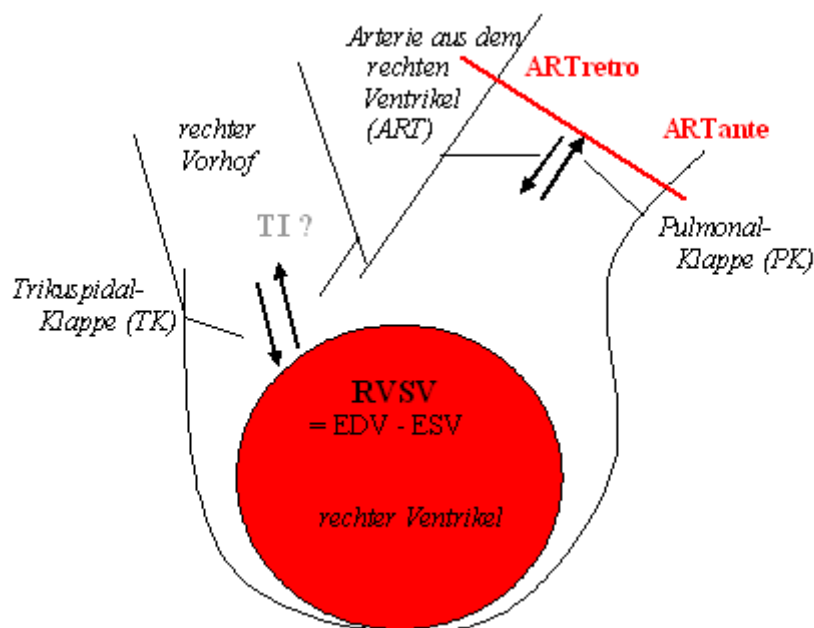 Arterie aus dem
rechten
Ventrikel
(ART)
ARTretro
ARTante
rechter
Vorhof
TI ?
Pulmonal-
Klappe (PK)
Trikuspidal-
Klappe (TK)
RVSV
= EDV - ESV
rechter Ventrikel